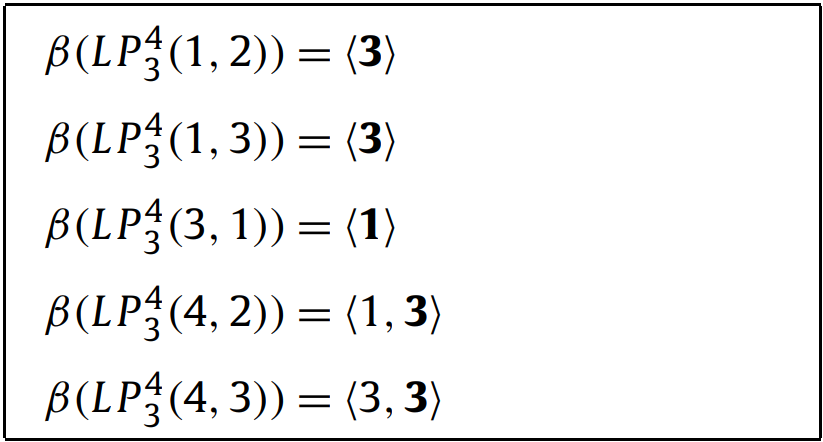 β(LP₃⁴(1, 2)) = ⟨𝟑⟩
β(LP₃⁴(1, 3)) = ⟨𝟑⟩
β(LP₃⁴(3, 1)) = ⟨𝟏⟩
β(LP₃⁴(4, 2)) = ⟨1, 𝟑⟩
β(LP₃⁴(4, 3)) = ⟨3, 𝟑⟩